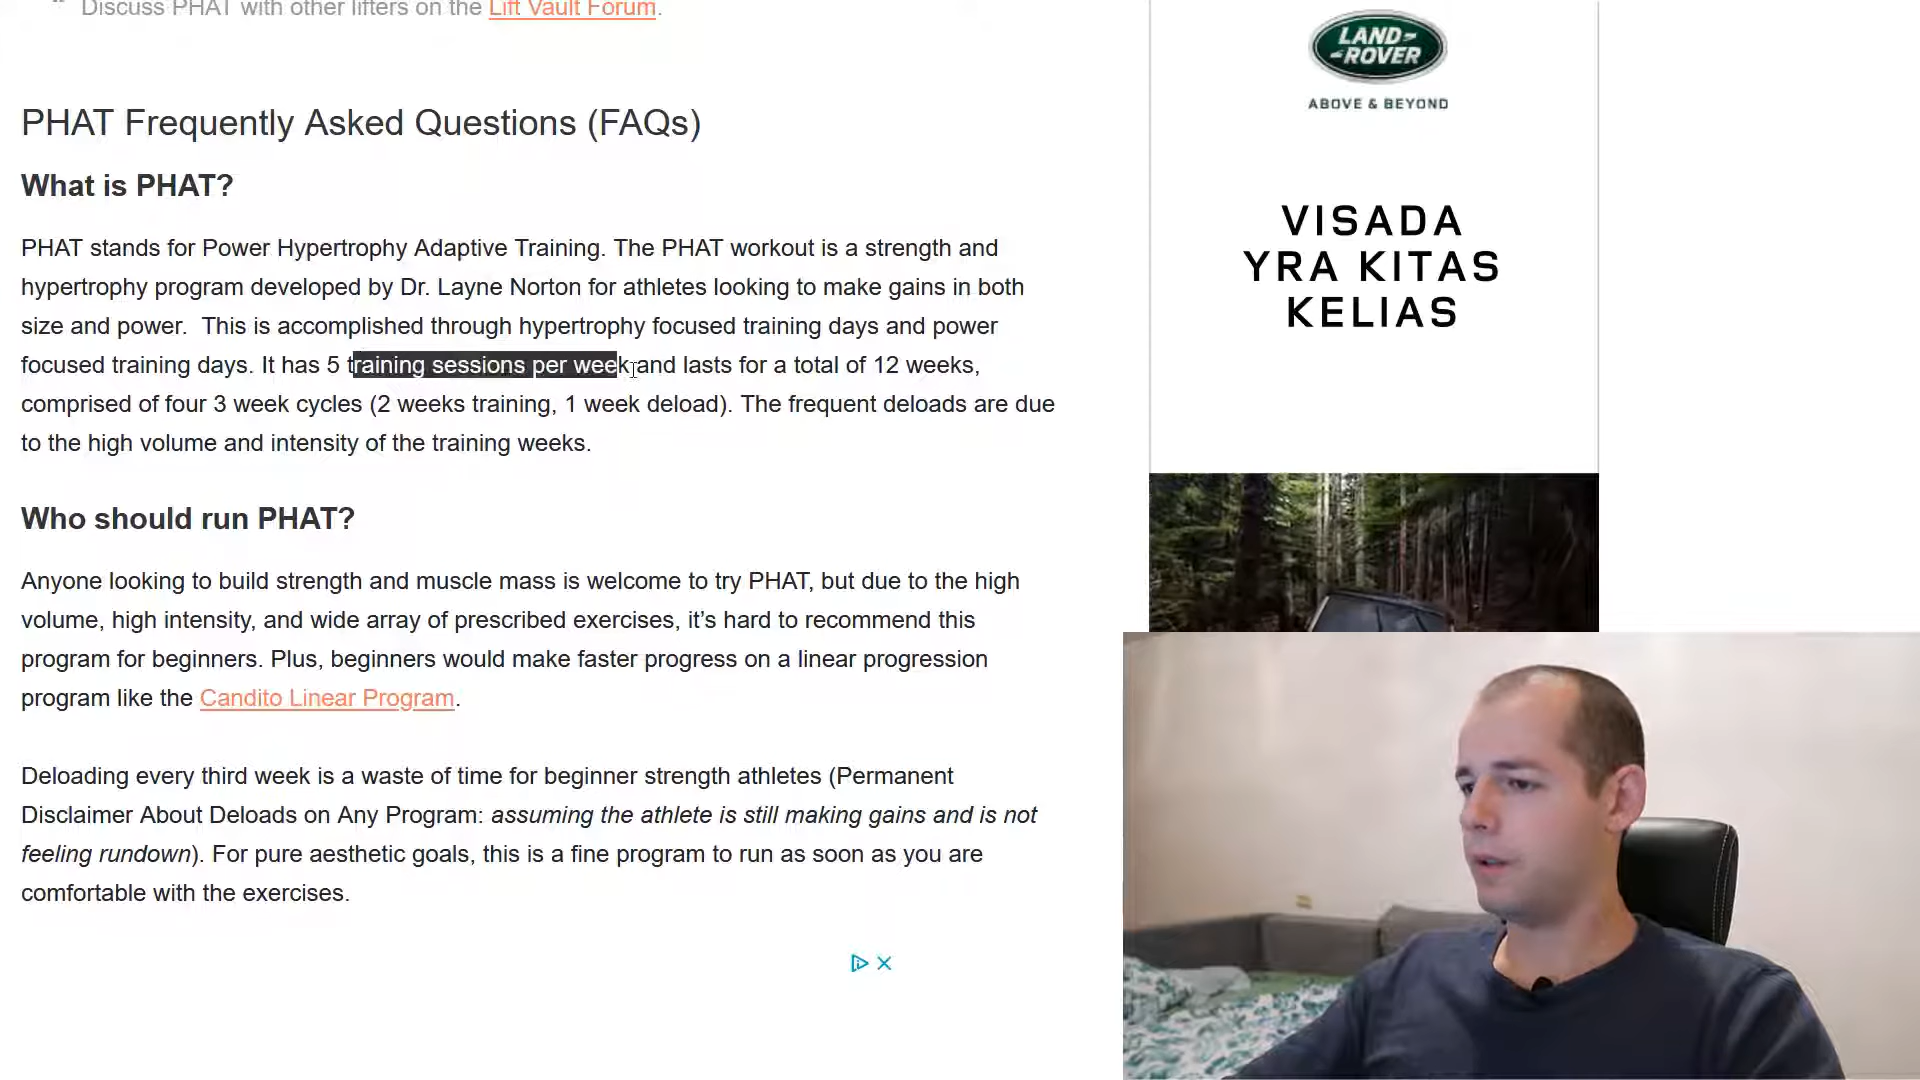 Discuss PHAT with other lifters on the Lift Vault Forum.
PHAT Frequently Asked Questions (FAQs)
What is PHAT?
PHAT stands for Power Hypertrophy Adaptive Training. The PHAT workout is a strength and
hypertrophy program developed by Dr. Layne Norton for athletes looking to make gains in both
size and power.  This is accomplished through hypertrophy focused training days and power
focused training days. It has 5 training sessions per week and lasts for a total of 12 weeks,
comprised of four 3 week cycles (2 weeks training, 1 week deload). The frequent deloads are due
to the high volume and intensity of the training weeks.
Who should run PHAT?
Anyone looking to build strength and muscle mass is welcome to try PHAT, but due to the high
volume, high intensity, and wide array of prescribed exercises, it’s hard to recommend this
program for beginners. Plus, beginners would make faster progress on a linear progression
program like the Candito Linear Program.
Deloading every third week is a waste of time for beginner strength athletes (Permanent
Disclaimer About Deloads on Any Program: assuming the athlete is still making gains and is not
feeling rundown). For pure aesthetic goals, this is a fine program to run as soon as you are
comfortable with the exercises.
LAND
ROVER
ABOVE & BEYOND
VISADA
YRA KITAS
KELIAS